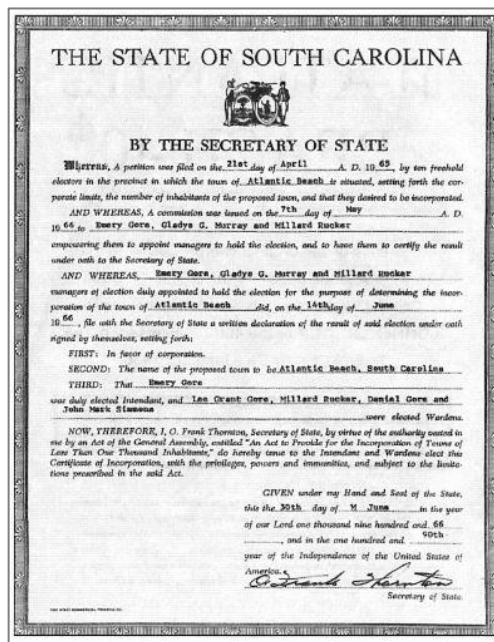 THE STATE OF SOUTH CAROLINA
BY THE SECRETARY OF STATE
Whereas, A petition was filed on the 21st day of April A. D. 1965, by ten freehold
electors in the precinct in which the town of Atlantic Beach is situated, setting forth the cor-
porate limits, the number of inhabitants of the proposed town, and that they desired to be incorporated.
AND WHEREAS, A commission was issued on the 7th day of May A. D.
1966 to Emery Gore, Gladys G. Murray and Millard Rucker
empowering them to appoint managers to hold the election, and to have them to certify the result
under oath to the Secretary of State.
AND WHEREAS, Emery Gore, Gladys G. Murray and Millard Rucker
managers of election duly appointed to hold the election for the purpose of determining the incor-
poration of the town of Atlantic Beach did, on the 14th day of June
1966, file with the Secretary of State a written declaration of the result of said election under oath
signed by themselves, setting forth:
FIRST: In favor of corporation.
SECOND: The name of the proposed town to be Atlantic Beach, South Carolina
THIRD: That Emery Gore
was duly elected Intendant, and Lee Grant Gore, Millard Rucker, Danial Gore and
John Mark Simmons
were elected Wardens.
NOW, THEREFORE, I, O. Frank Thornton, Secretary of State, by virtue of the authority vested in
me by an Act of the General Assembly, entitled "An Act to Provide for the Incorporation of Towns of
Less Than One Thousand Inhabitants," do hereby issue to the Intendant and Wardens elect this
Certificate of Incorporation, with the privileges, powers and immunities, and subject to the limita-
tions prescribed in the said Act.
GIVEN under my Hand and Seal of the State,
this the 30th day of M June in the year
of our Lord one thousand nine hundred and 66
, and in the one hundred and 90th
year of the Independence of the United States of
America.
O. Frank Thornton
Secretary of State.